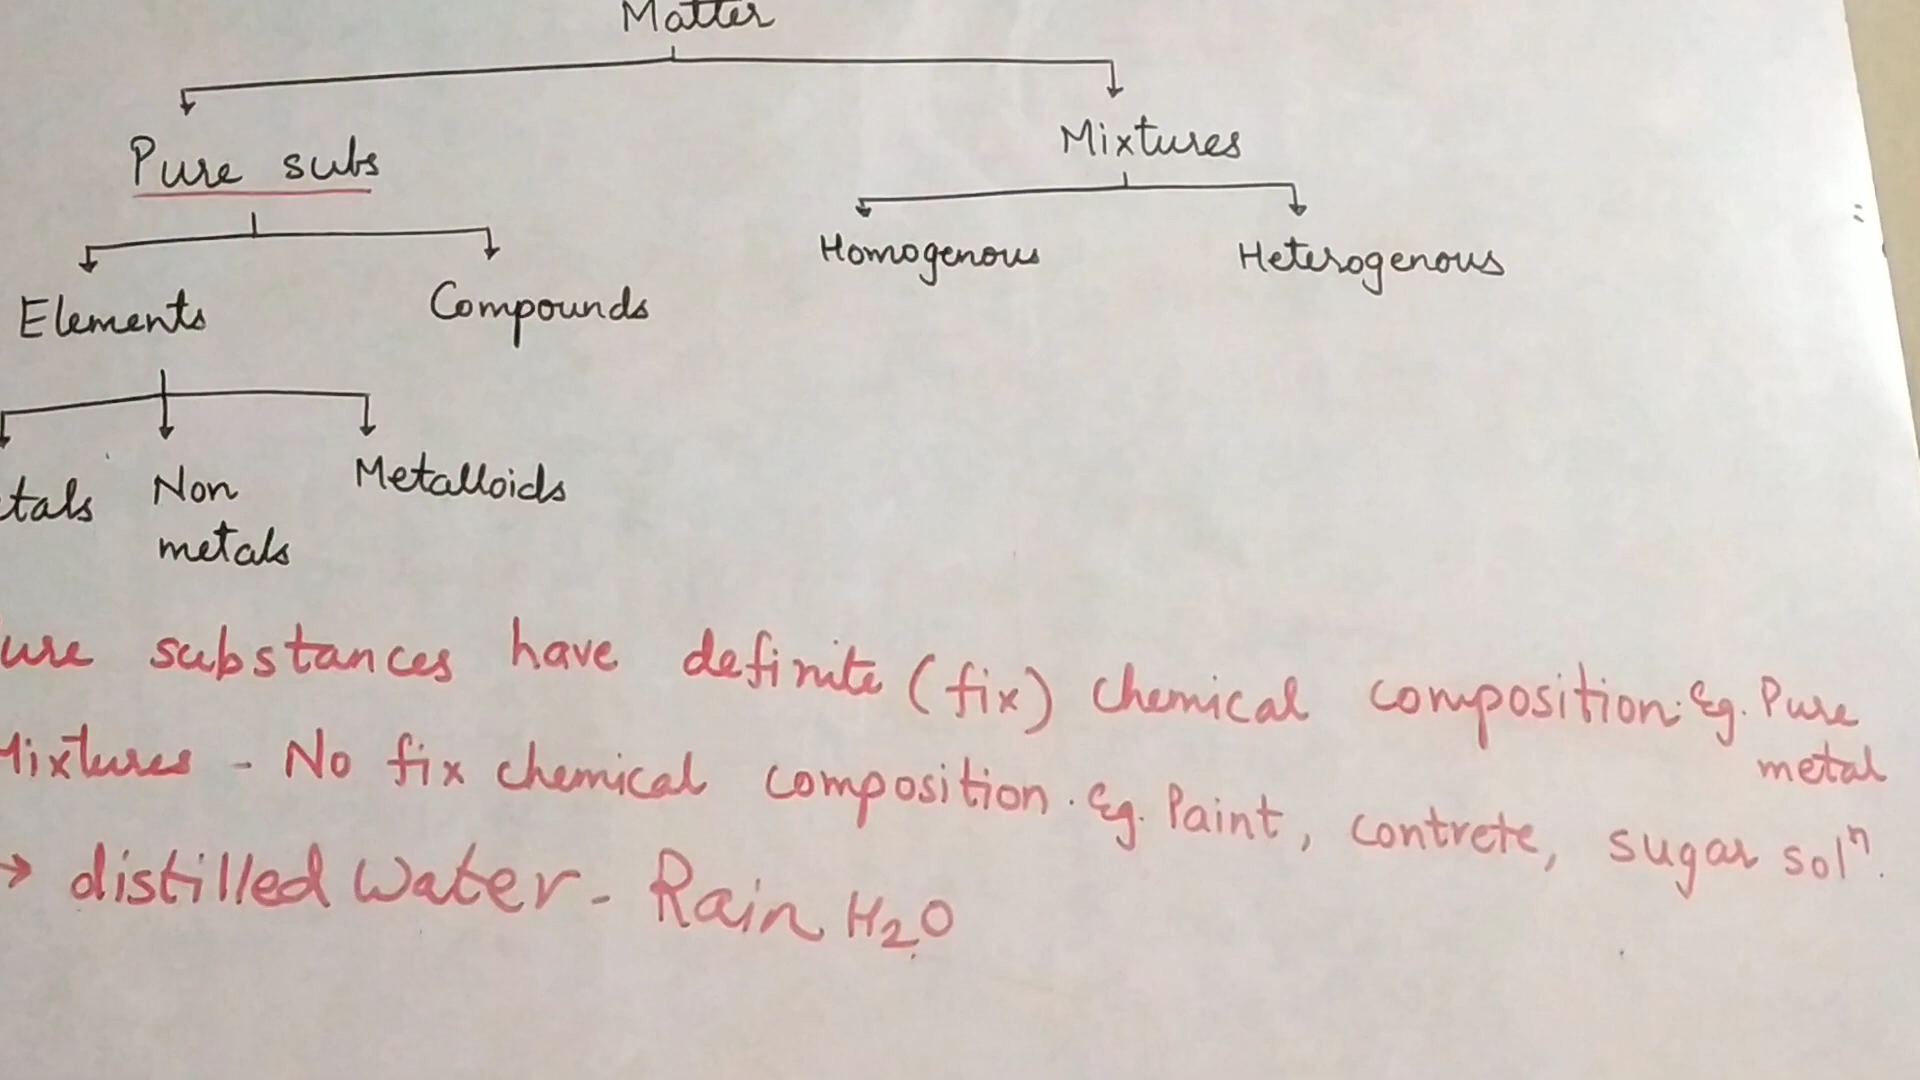 Matter
Pure subs
Mixtures
Homogenous
Heterogenous
Elements
Compounds
tals
Non
metals
Metalloids
ure substances have definite (fix) chemical composition. Eg. Pure
metal
Mixtures - No fix chemical composition. Eg. Paint, contrete, sugar solⁿ.
→ distilled Water - Rain H2O